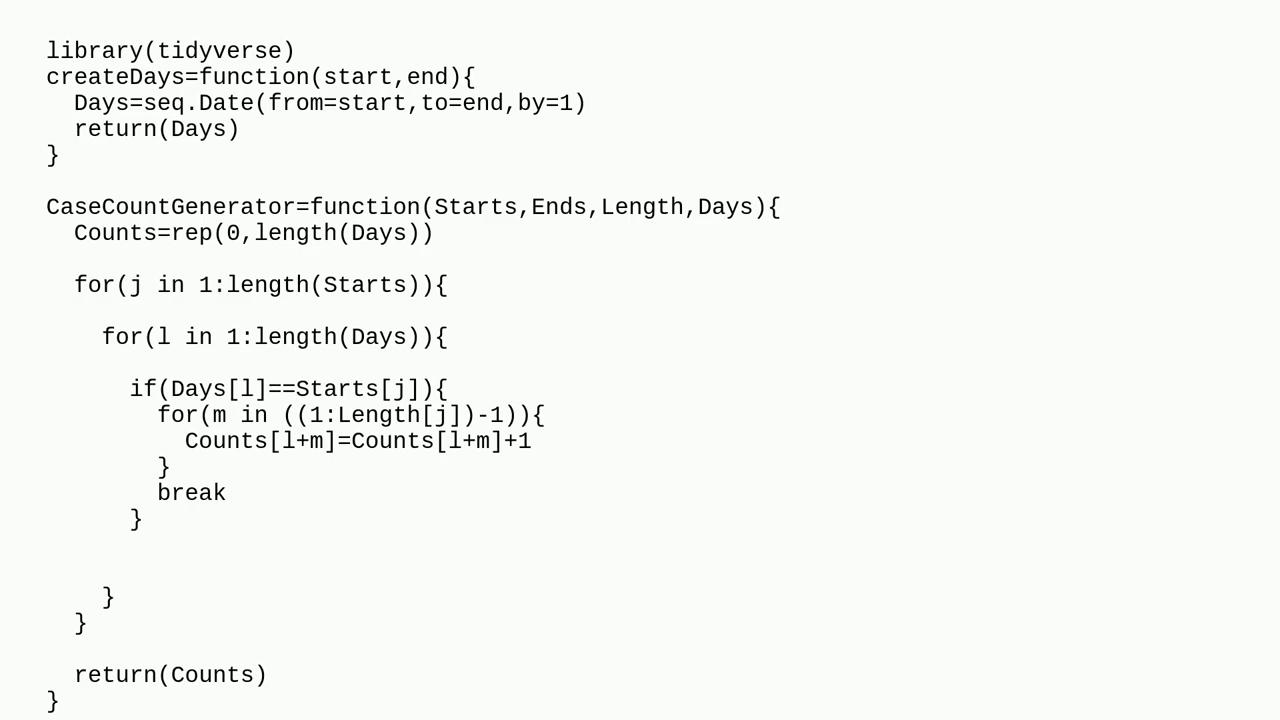 library(tidyverse)
createDays=function(start,end){
  Days=seq.Date(from=start,to=end,by=1)
  return(Days)
}

CaseCountGenerator=function(Starts,Ends,Length,Days){
  Counts=rep(0,length(Days))

  for(j in 1:length(Starts)){

    for(l in 1:length(Days)){

      if(Days[l]==Starts[j]){
        for(m in ((1:Length[j])-1)){
          Counts[l+m]=Counts[l+m]+1
        }
        break
      }


    }
  }

  return(Counts)
}